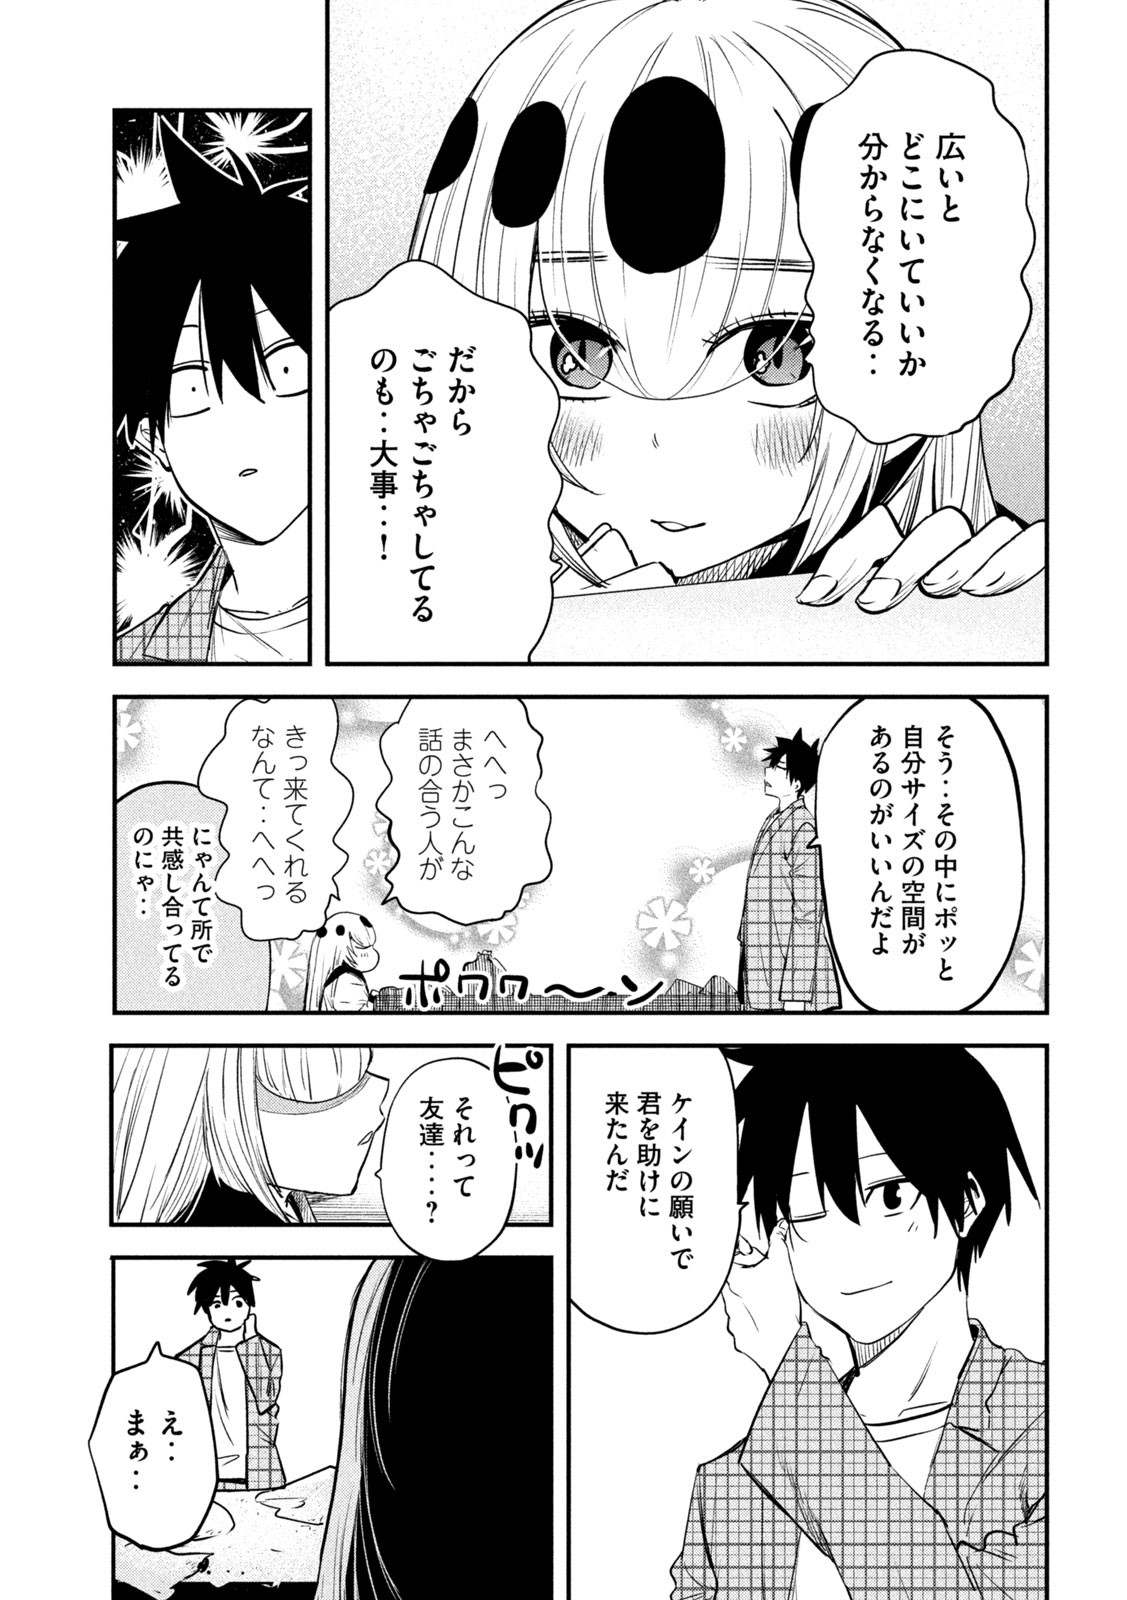 広いと
どこにいていいか
分からなくなる‥
だから
ごちゃごちゃしてる
のも‥大事‥・！
そう‥その中にポッと
自分サイズの空間が
あるのがいいんだよ
へへっ
まさかこんな
話の合う人が
きっ来てくれる
なんて‥へへっ
にゃんて所で
共感し合ってる
のにゃ‥
ポワワ〜ン
ケインの願いで
君を助けに
来たんだ
ピクッ
それって
友達‥‥？
え‥
まぁ‥